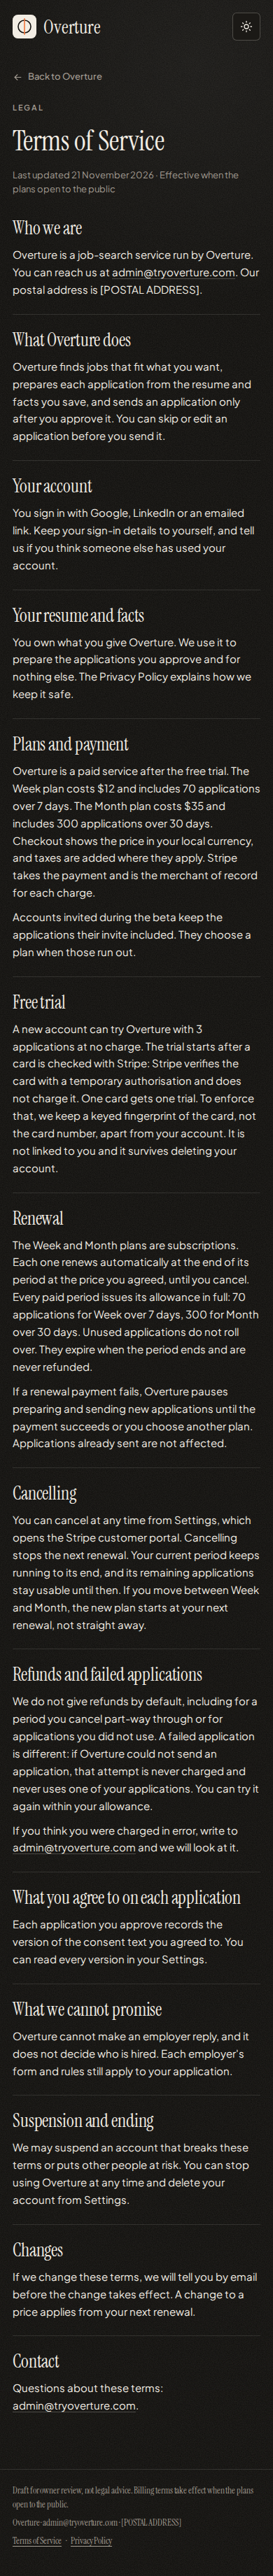 Overture
← Back to Overture
LEGAL
Terms of Service
Last updated 21 November 2026 · Effective when the
plans open to the public
Who we are
Overture is a job-search service run by Overture.
You can reach us at admin@tryoverture.com. Our
postal address is [POSTAL ADDRESS].
What Overture does
Overture finds jobs that fit what you want,
prepares each application from the resume and
facts you save, and sends an application only
after you approve it. You can skip or edit an
application before you send it.
Your account
You sign in with Google, LinkedIn or an emailed
link. Keep your sign-in details to yourself, and tell
us if you think someone else has used your
account.
Your resume and facts
You own what you give Overture. We use it to
prepare the applications you approve and for
nothing else. The Privacy Policy explains how we
keep it safe.
Plans and payment
Overture is a paid service after the free trial. The
Week plan costs $12 and includes 70 applications
over 7 days. The Month plan costs $35 and
includes 300 applications over 30 days.
Checkout shows the price in your local currency,
and taxes are added where they apply. Stripe
takes the payment and is the merchant of record
for each charge.
Accounts invited during the beta keep the
applications their invite included. They choose a
plan when those run out.
Free trial
A new account can try Overture with 3
applications at no charge. The trial starts after a
card is checked with Stripe: Stripe verifies the
card with a temporary authorisation and does
not charge it. One card gets one trial. To enforce
that, we keep a keyed fingerprint of the card, not
the card number, apart from your account. It is
not linked to you and it survives deleting your
account.
Renewal
The Week and Month plans are subscriptions.
Each one renews automatically at the end of its
period at the price you agreed, until you cancel.
Every paid period issues its allowance in full: 70
applications for Week over 7 days, 300 for Month
over 30 days. Unused applications do not roll
over. They expire when the period ends and are
never refunded.
If a renewal payment fails, Overture pauses
preparing and sending new applications until the
payment succeeds or you choose another plan.
Applications already sent are not affected.
Cancelling
You can cancel at any time from Settings, which
opens the Stripe customer portal. Cancelling
stops the next renewal. Your current period keeps
running to its end, and its remaining applications
stay usable until then. If you move between Week
and Month, the new plan starts at your next
renewal, not straight away.
Refunds and failed applications
We do not give refunds by default, including for a
period you cancel part-way through or for
applications you did not use. A failed application
is different: if Overture could not send an
application, that attempt is never charged and
never uses one of your applications. You can try it
again within your allowance.
If you think you were charged in error, write to
admin@tryoverture.com and we will look at it.
What you agree to on each application
Each application you approve records the
version of the consent text you agreed to. You
can read every version in your Settings.
What we cannot promise
Overture cannot make an employer reply, and it
does not decide who is hired. Each employer's
form and rules still apply to your application.
Suspension and ending
We may suspend an account that breaks these
terms or puts other people at risk. You can stop
using Overture at any time and delete your
account from Settings.
Changes
If we change these terms, we will tell you by email
before the change takes effect. A change to a
price applies from your next renewal.
Contact
Questions about these terms:
admin@tryoverture.com.
Draft for owner review, not legal advice. Billing terms take effect when the plans
open to the public.
Overture · admin@tryoverture.com · [POSTAL ADDRESS]
Terms of Service · Privacy Policy